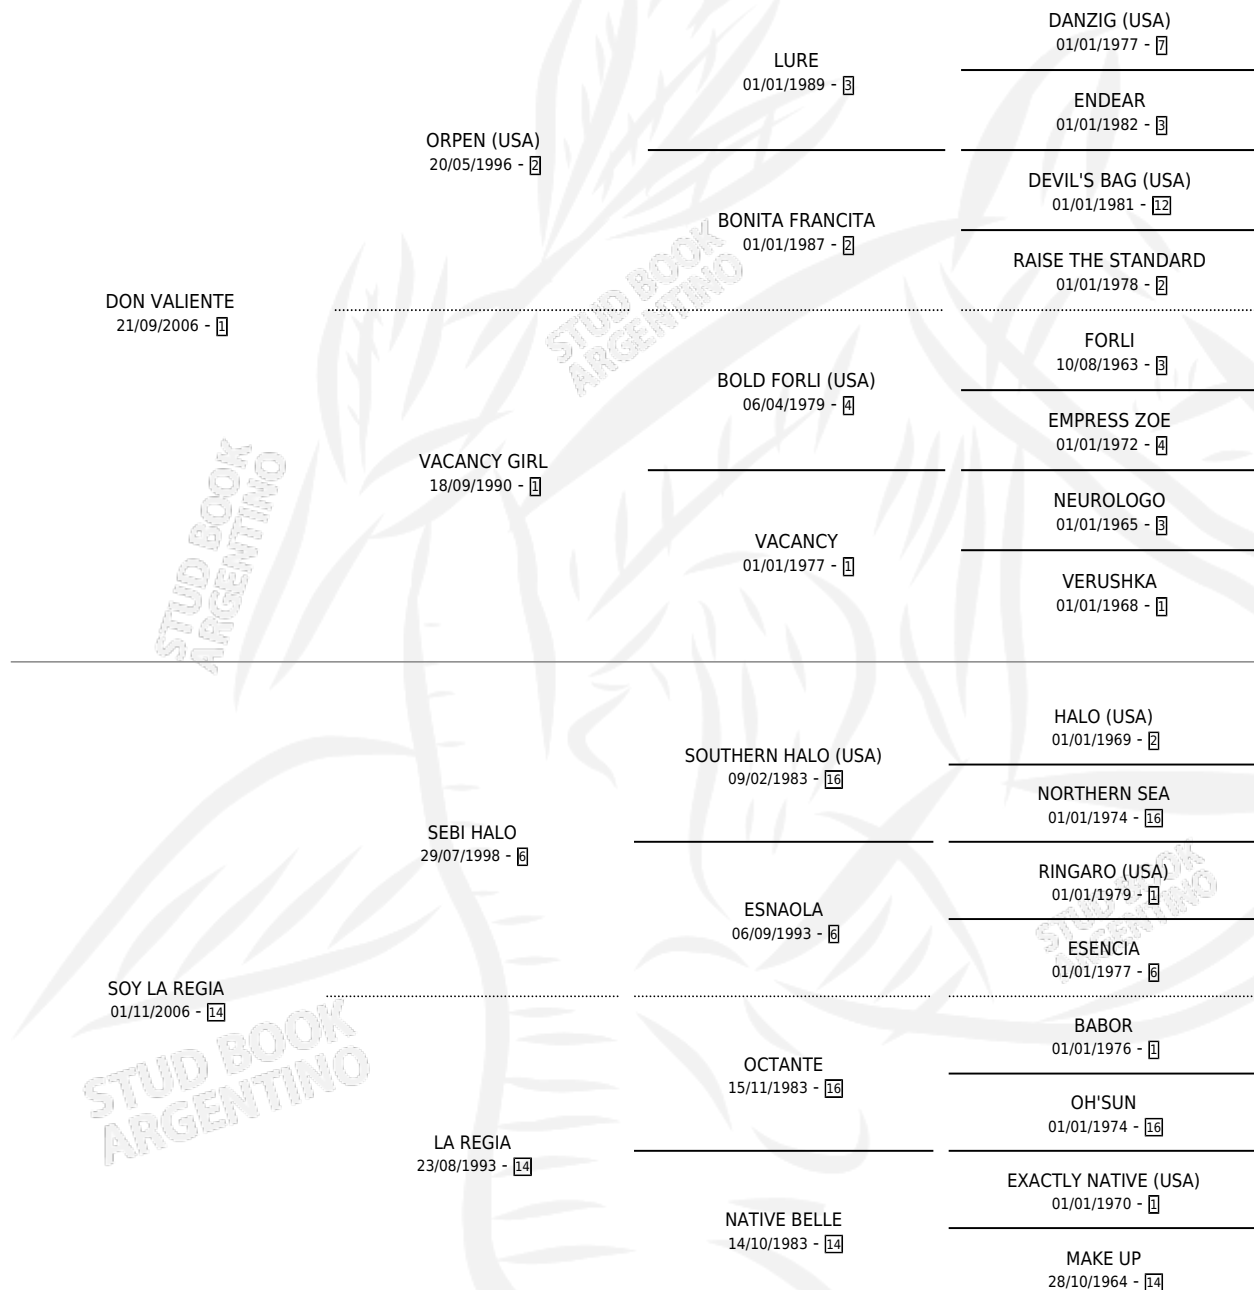 DANZIG (USA)
01/01/1977 - 7
LURE
01/01/1989 - 3
ENDEAR
01/01/1982 - 3
ORPEN (USA)
20/05/1996 - 2
DEVIL'S BAG (USA)
01/01/1981 - 12
BONITA FRANCITA
01/01/1987 - 2
RAISE THE STANDARD
01/01/1978 - 2
DON VALIENTE
21/09/2006 - 1
FORLI
10/08/1963 - 3
BOLD FORLI (USA)
06/04/1979 - 4
EMPRESS ZOE
01/01/1972 - 4
VACANCY GIRL
18/09/1990 - 1
NEUROLOGO
01/01/1965 - 3
VACANCY
01/01/1977 - 1
VERUSHKA
01/01/1968 - 1
HALO (USA)
01/01/1969 - 2
SOUTHERN HALO (USA)
09/02/1983 - 16
NORTHERN SEA
01/01/1974 - 16
SEBI HALO
29/07/1998 - 6
RINGARO (USA)
01/01/1979 - 1
ESNAOLA
06/09/1993 - 6
ESENCIA
01/01/1977 - 6
SOY LA REGIA
01/11/2006 - 14
BABOR
01/01/1976 - 1
OCTANTE
15/11/1983 - 16
OH'SUN
01/01/1974 - 16
LA REGIA
23/08/1993 - 14
EXACTLY NATIVE (USA)
01/01/1970 - 1
NATIVE BELLE
14/10/1983 - 14
MAKE UP
28/10/1964 - 14
STUD BOOK
ARGENTINO
STUD BOOK
ARGENTINO
STUD BOOK
ARGENTINO
STUD BOOK
ARGENTINO